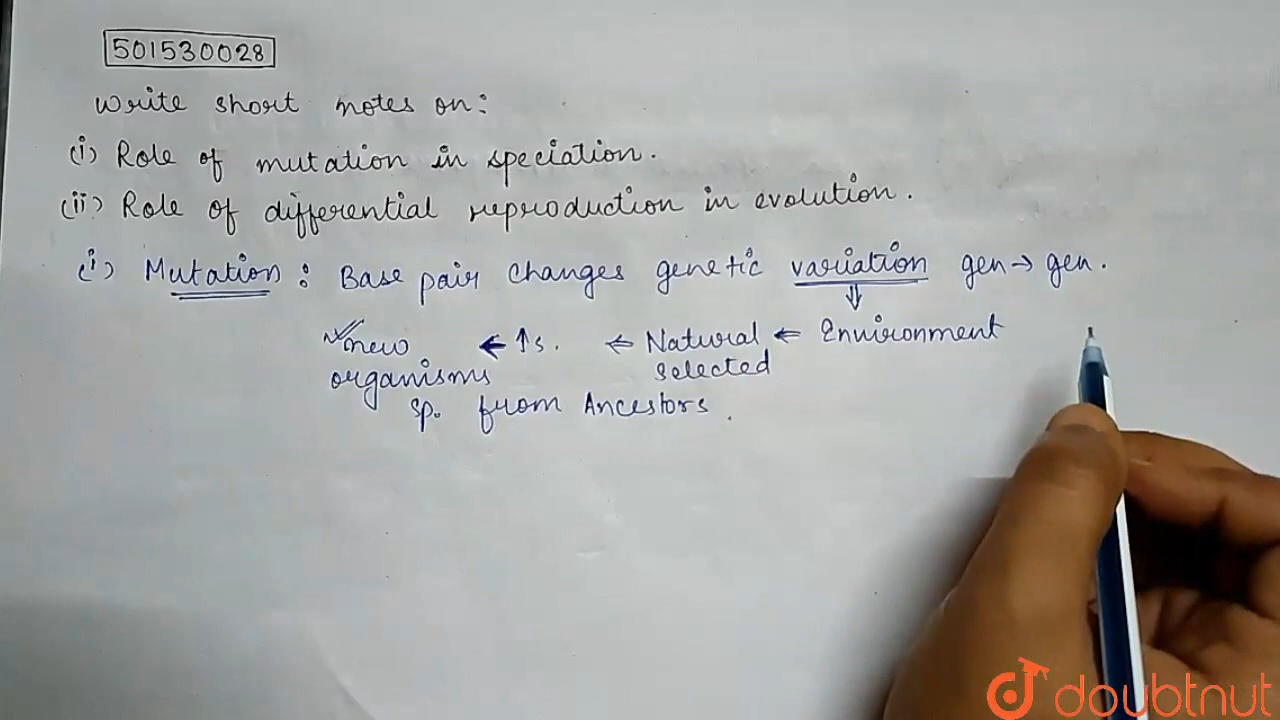 501530028
Write short notes on:
(i) Role of mutation in speciation.
(ii) Role of differential reproduction in evolution.
(i) Mutation: Base pair changes genetic variation gen → gen.
new ← ↑s. ⇐ Natural ⇐ Environment
organisms selected
sp. from Ancestors.
doubtnut